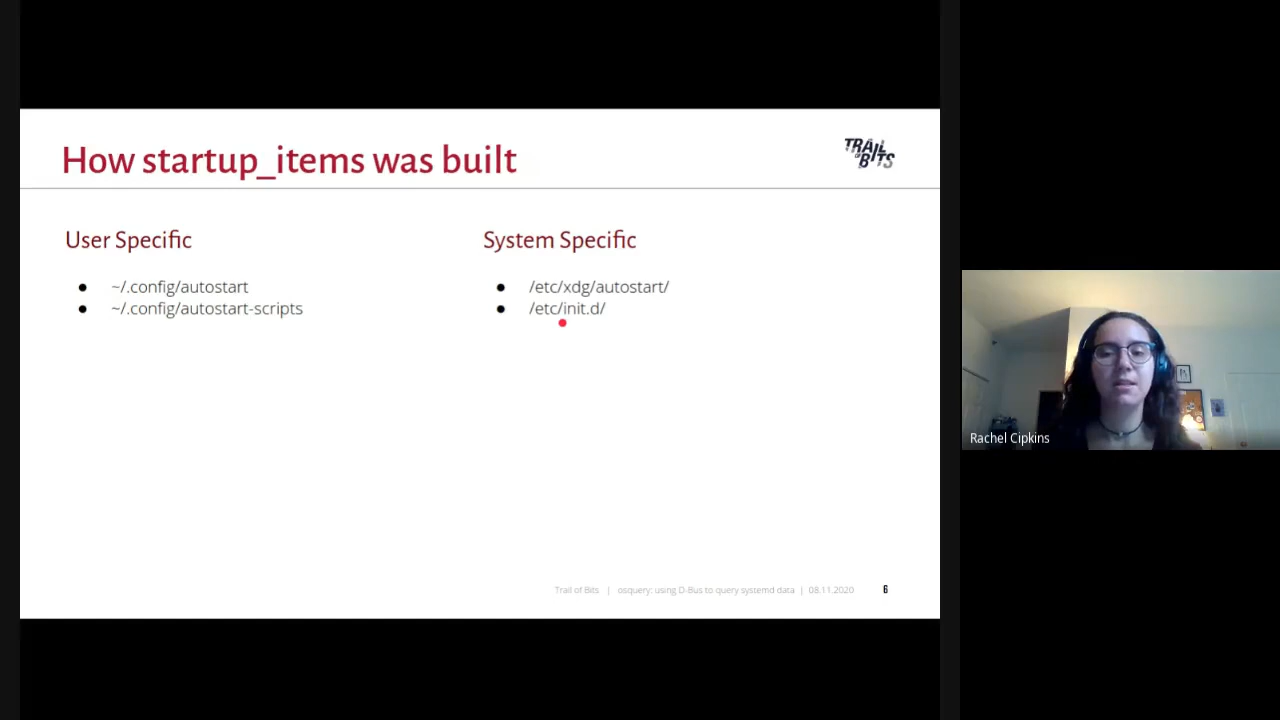 How startup_items was built
TRAIL
OF
BITS
User Specific
● ~/.config/autostart
● ~/.config/autostart-scripts
System Specific
● /etc/xdg/autostart/
● /etc/init.d/
Trail of Bits | osquery: using D-Bus to query systemd data | 08.11.2020 6
Rachel Cipkins